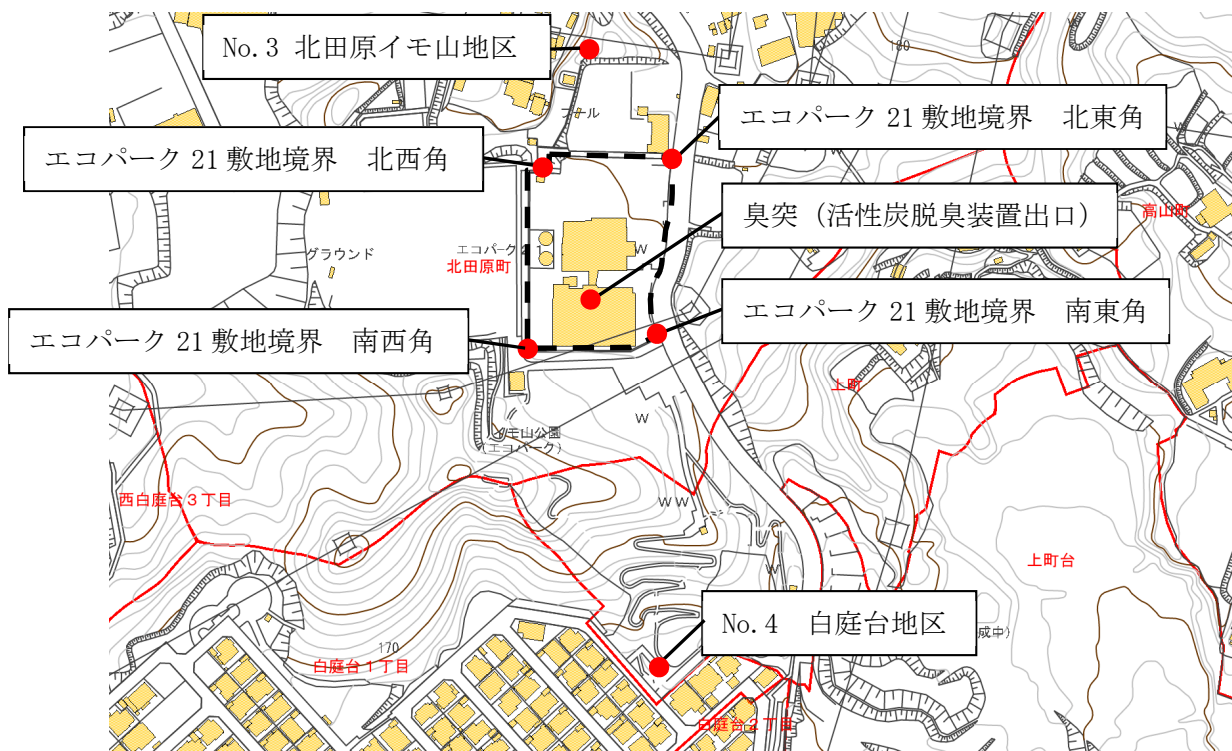 No.3 北田原イモ山地区
180
プール
エコパーク 21 敷地境界 北東角
エコパーク 21 敷地境界 北西角
臭突 (活性炭脱臭装置出口)
高山町
グラウンド
エコパーク21
W
北田原町
エコパーク 21 敷地境界 南東角
エコパーク 21 敷地境界 南西角
上町
W
イモ山公園
(エコパーク)
西白庭台3丁目
W W
上町台
W
No.4 白庭台地区
成中)
170
白庭台1丁目
白庭台2丁目